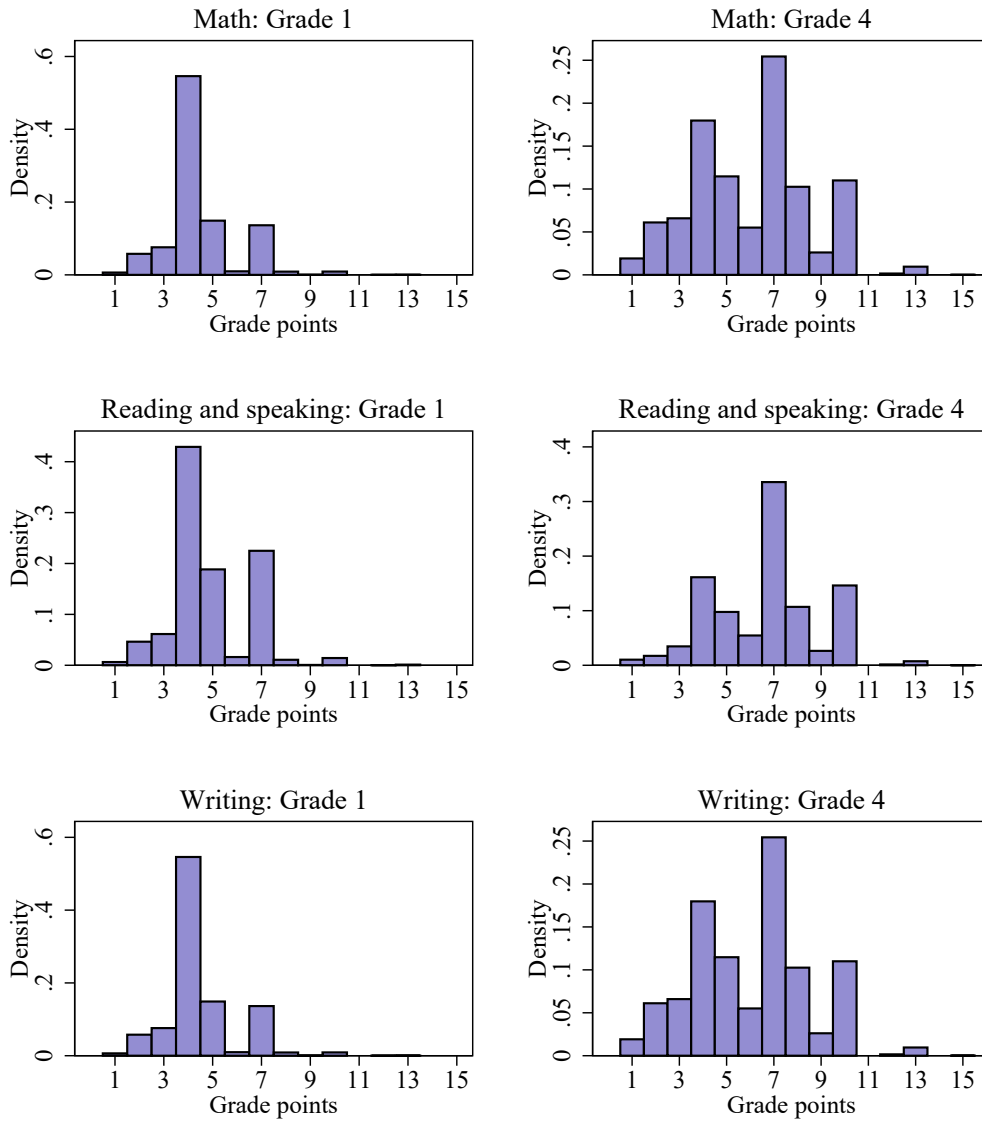 Math: Grade 1
Density
0 .2 .4 .6
1 3 5 7 9 11 13 15
Grade points
Math: Grade 4
Density
0 .05 .1 .15 .2 .25
1 3 5 7 9 11 13 15
Grade points
Reading and speaking: Grade 1
Density
0 .1 .2 .3 .4
1 3 5 7 9 11 13 15
Grade points
Reading and speaking: Grade 4
Density
0 .1 .2 .3 .4
1 3 5 7 9 11 13 15
Grade points
Writing: Grade 1
Density
0 .2 .4 .6
1 3 5 7 9 11 13 15
Grade points
Writing: Grade 4
Density
0 .05 .1 .15 .2 .25
1 3 5 7 9 11 13 15
Grade points